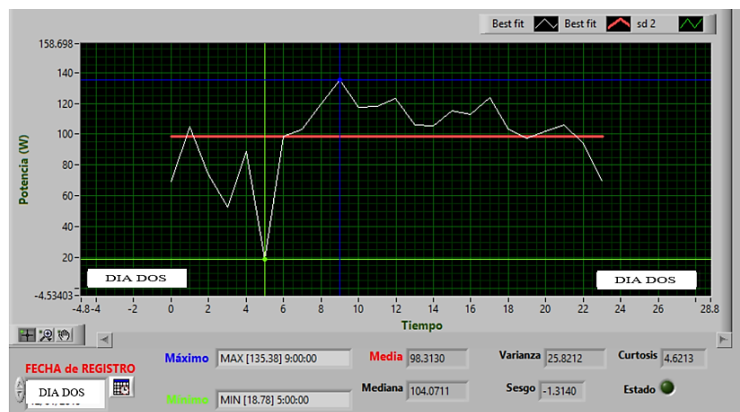 Best fit Best fit sd 2
158.698
140
120
100
80
60
40
20
-4.53403
Potencia (W)
DIA DOS DIA DOS
-4.8 -4 -2 0 2 4 6 8 10 12 14 16 18 20 22 24 26 28.8
Tiempo
Máximo MAX [135.38] 9:00:00 Media 98.3130 Varianza 25.8212 Curtosis 4.6213
FECHA de REGISTRO
DIA DOS
MIN [18.78] 5:00:00 Mediana 104.0711 Sesgo -1.3140 Estado